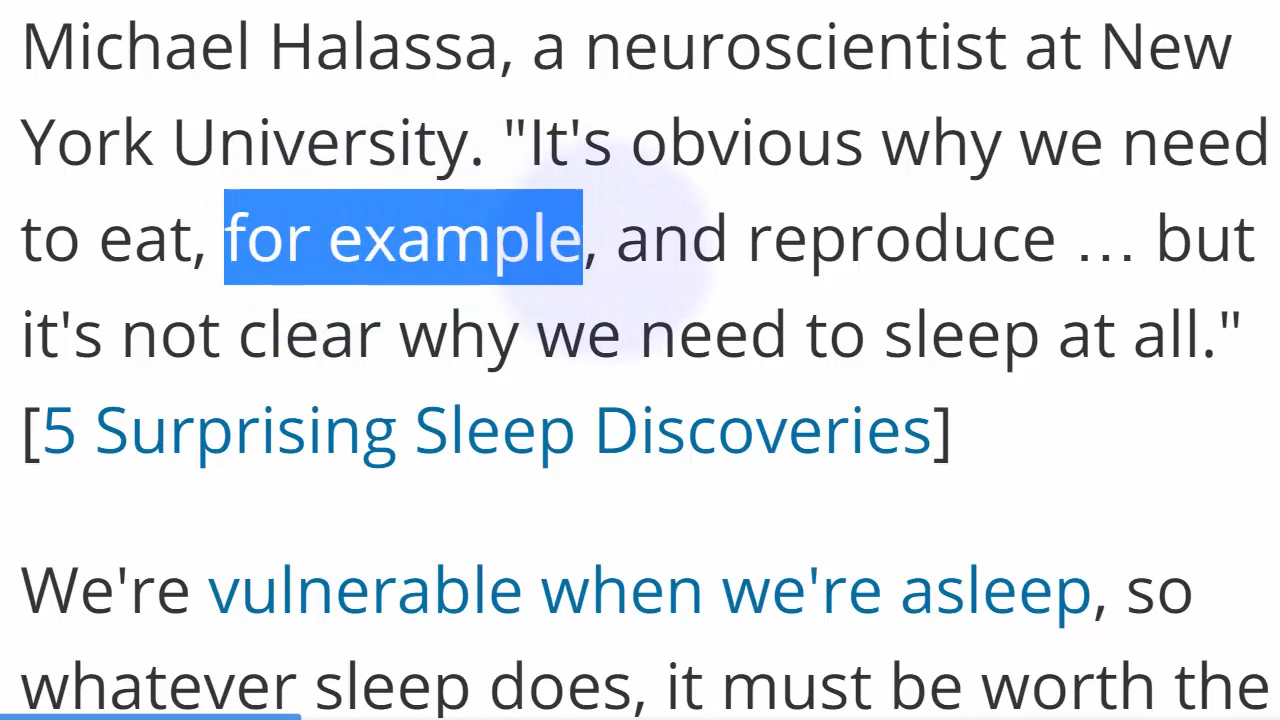 Michael Halassa, a neuroscientist at New
York University. "It's obvious why we need
to eat, for example, and reproduce … but
it's not clear why we need to sleep at all."
[5 Surprising Sleep Discoveries]
We're vulnerable when we're asleep, so
whatever sleep does, it must be worth the